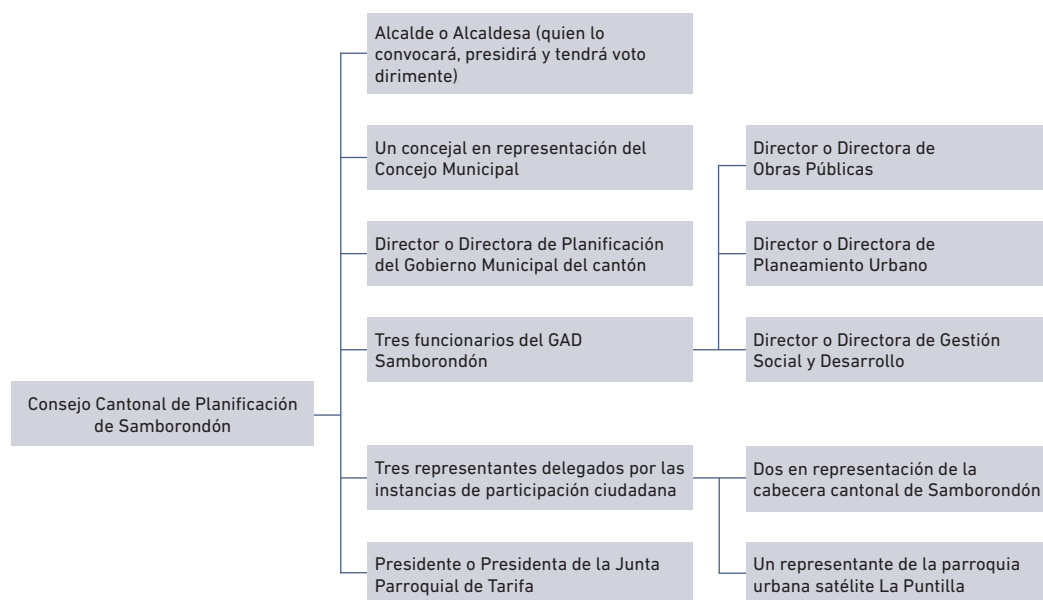 Alcalde o Alcaldesa (quien lo
convocará, presidirá y tendrá voto
dirimente)
Un concejal en representación del
Concejo Municipal
Director o Directora de
Obras Públicas
Director o Directora de Planificación
del Gobierno Municipal del cantón
Director o Directora de
Planeamiento Urbano
Tres funcionarios del GAD
Samborondón
Director o Directora de Gestión
Social y Desarrollo
Consejo Cantonal de Planificación
de Samborondón
Tres representantes delegados por las
instancias de participación ciudadana
Dos en representación de la
cabecera cantonal de Samborondón
Presidente o Presidenta de la Junta
Parroquial de Tarifa
Un representante de la parroquia
urbana satélite La Puntilla